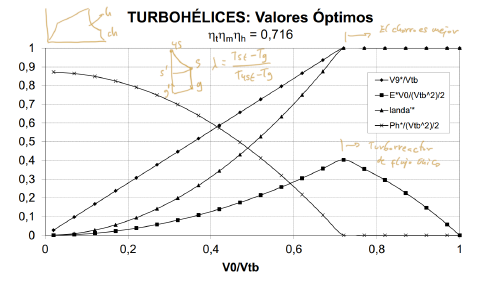 TURBOHÉLICES: Valores Óptimos
ηtηmηh = 0,716
h
ch
45
5
5'
g
g'
λ = T5t-Tg / T45t-Tg
El chorro es mejor
1
0,9
0,8
0,7
0,6
0,5
0,4
0,3
0,2
0,1
0
V9*/Vtb
E*V0/(Vtb^2)/2
landa'*
Ph*/(Vtb^2)/2
Turborreactor
de flujo único
0
0,2
0,4
0,6
0,8
1
V0/Vtb